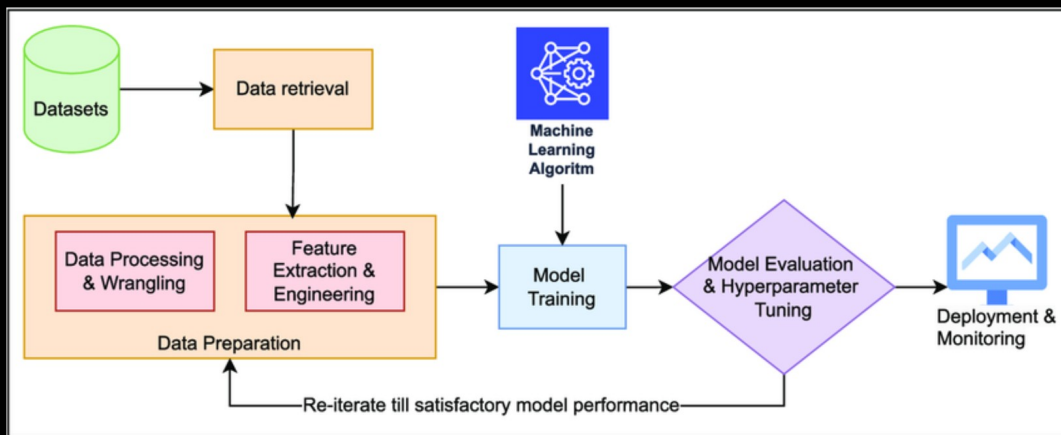 Datasets
Data retrieval
Machine
Learning
Algoritm
Data Processing
& Wrangling
Feature
Extraction &
Engineering
Data Preparation
Model
Training
Model Evaluation
& Hyperparameter
Tuning
Deployment &
Monitoring
Re-iterate till satisfactory model performance